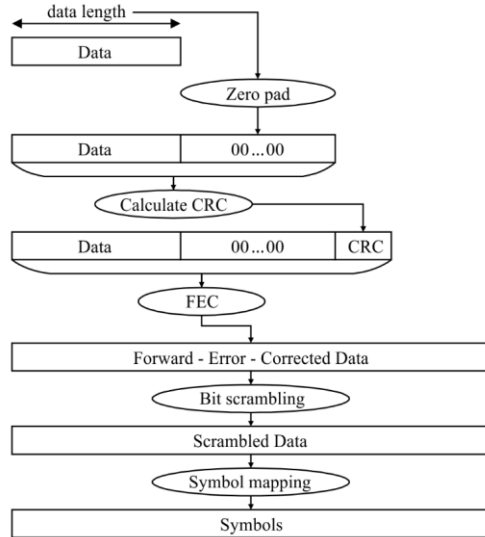 data length
Data
Zero pad
Data 00...00
Calculate CRC
Data 00...00 CRC
FEC
Forward - Error - Corrected Data
Bit scrambling
Scrambled Data
Symbol mapping
Symbols